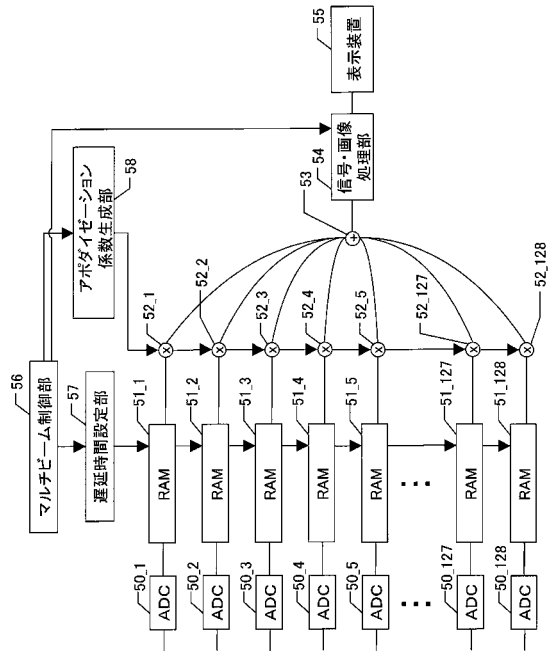 56
マルチビーム制御部
57
遅延時間設定部
58
アポダイゼーション
係数生成部
50_1
ADC
51_1
RAM
52_1
×
50_2
ADC
51_2
RAM
52_2
×
50_3
ADC
51_3
RAM
52_3
×
50_4
ADC
51_4
RAM
52_4
×
50_5
ADC
51_5
RAM
52_5
×
50_127
ADC
51_127
RAM
52_127
×
50_128
ADC
51_128
RAM
52_128
×
53
+
54
信号・画像
処理部
55
表示装置